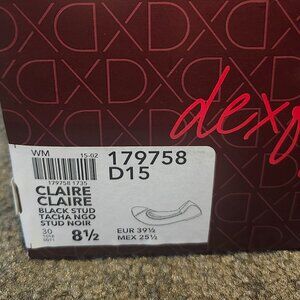 dexf
WM 15-02
179758
D15
179758 1735
CLAIRE
CLAIRE
BLACK STUD
TACHA NGO
STUD NOIR
30
8½
EUR 39½
MEX 25½